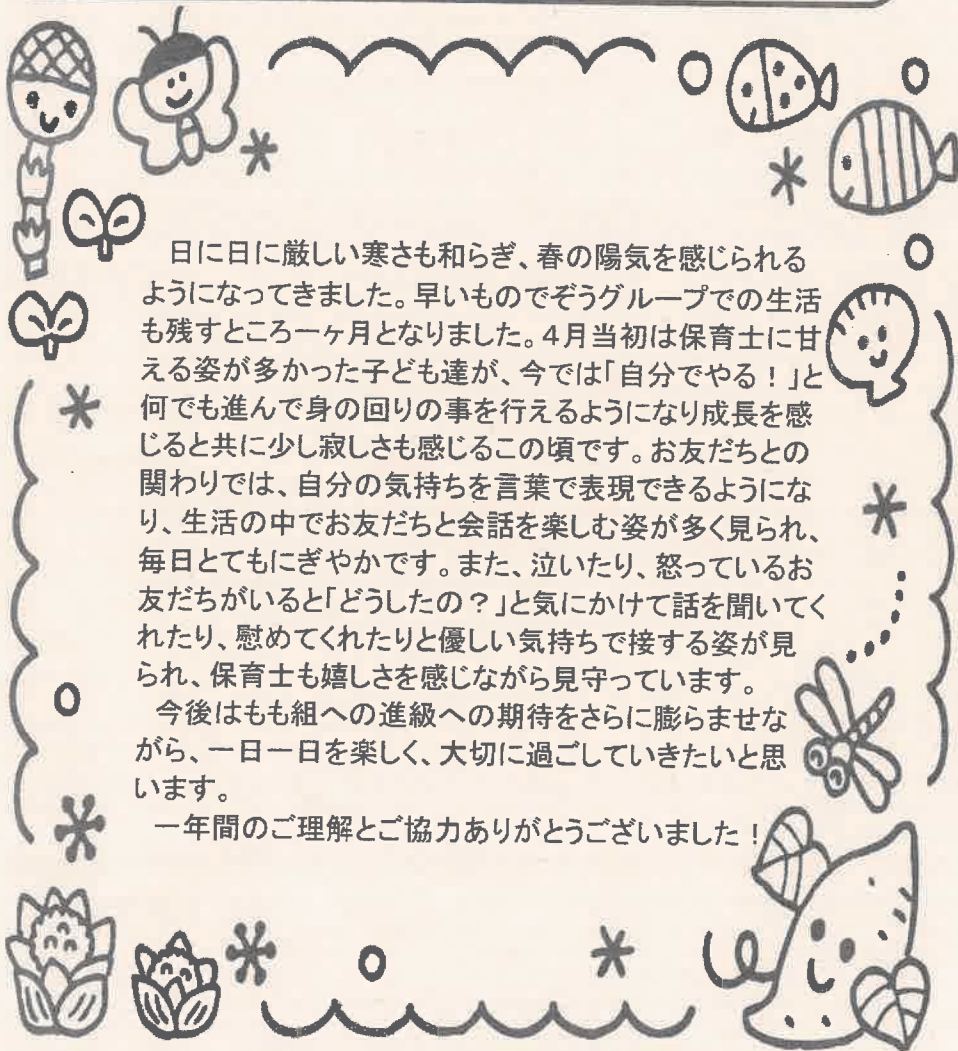 日に日に厳しい寒さも和らぎ、春の陽気を感じられる
ようになってきました。早いものでぞうグループでの生活
も残すところ一ヶ月となりました。4月当初は保育士に甘
える姿が多かった子ども達が、今では「自分でやる！」と
何でも進んで身の回りの事を行えるようになり成長を感
じると共に少し寂しさも感じるこの頃です。お友だちとの
関わりでは、自分の気持ちを言葉で表現できるようにな
り、生活の中でお友だちと会話を楽しむ姿が多く見られ、
毎日とてもにぎやかです。また、泣いたり、怒っているお
友だちがいると「どうしたの？」と気にかけて話を聞いてく
れたり、慰めてくれたりと優しい気持ちで接する姿が見
られ、保育士も嬉しさを感じながら見守っています。
今後はもも組への進級への期待をさらに膨らませな
がら、一日一日を楽しく、大切に過ごしていきたいと思
います。
一年間のご理解とご協力ありがとうございました！